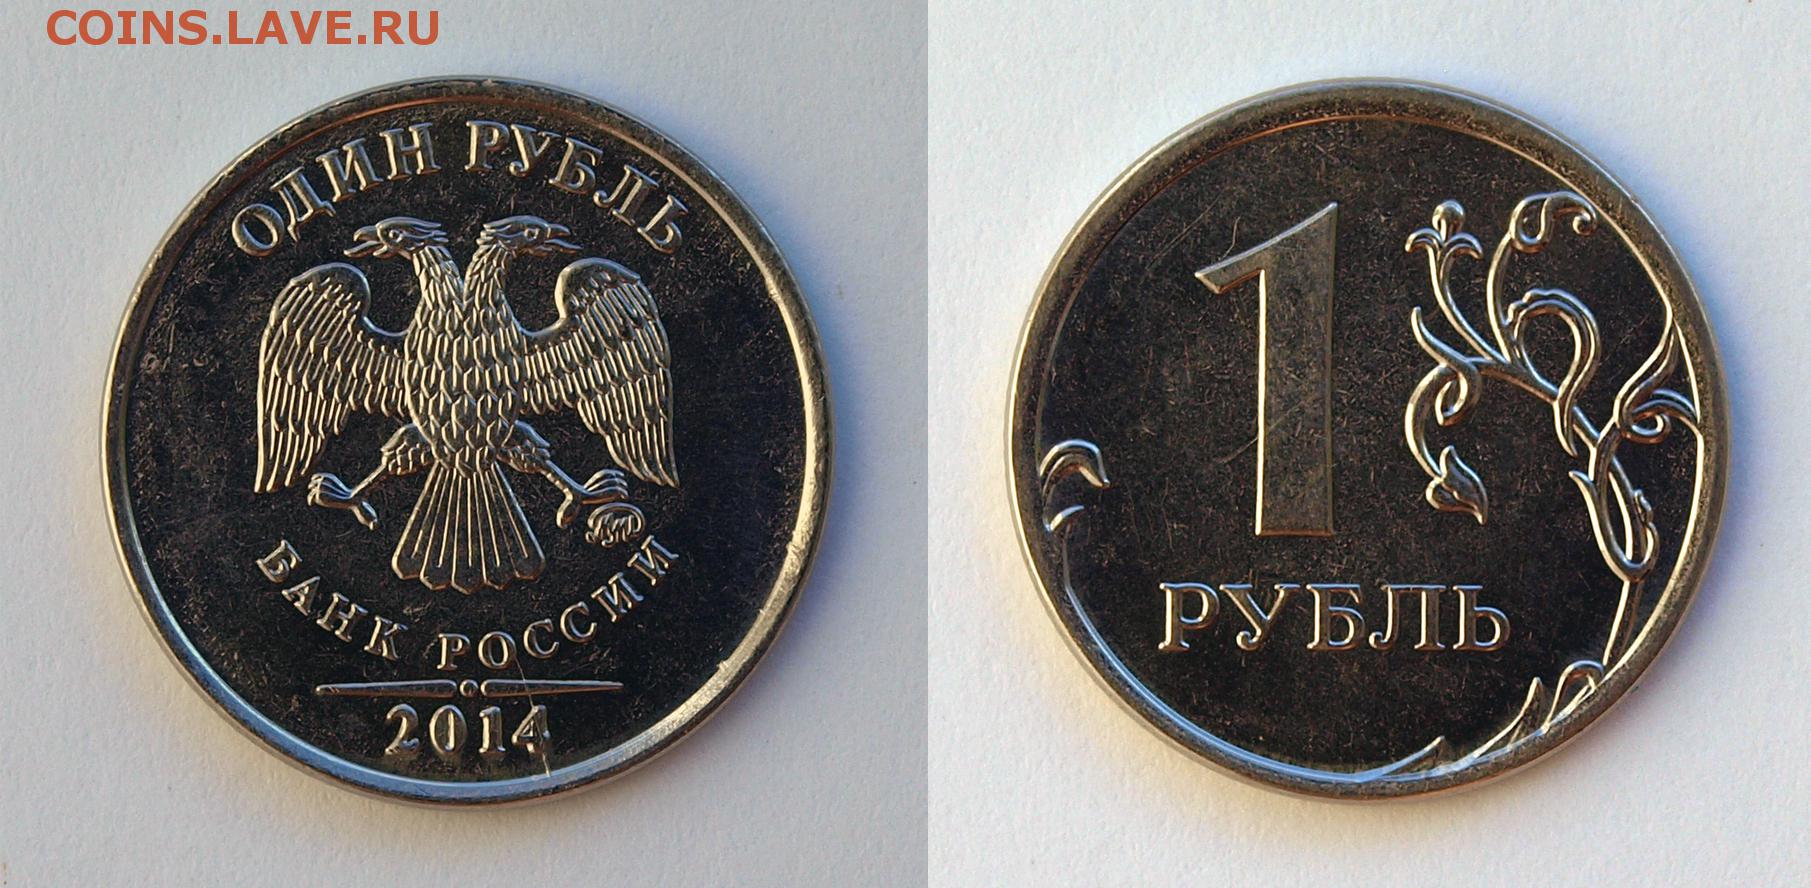 COINS.LAVE.RU
ОДИН РУБЛЬ
БАНК РОССИИ
2014
1
РУБЛЬ